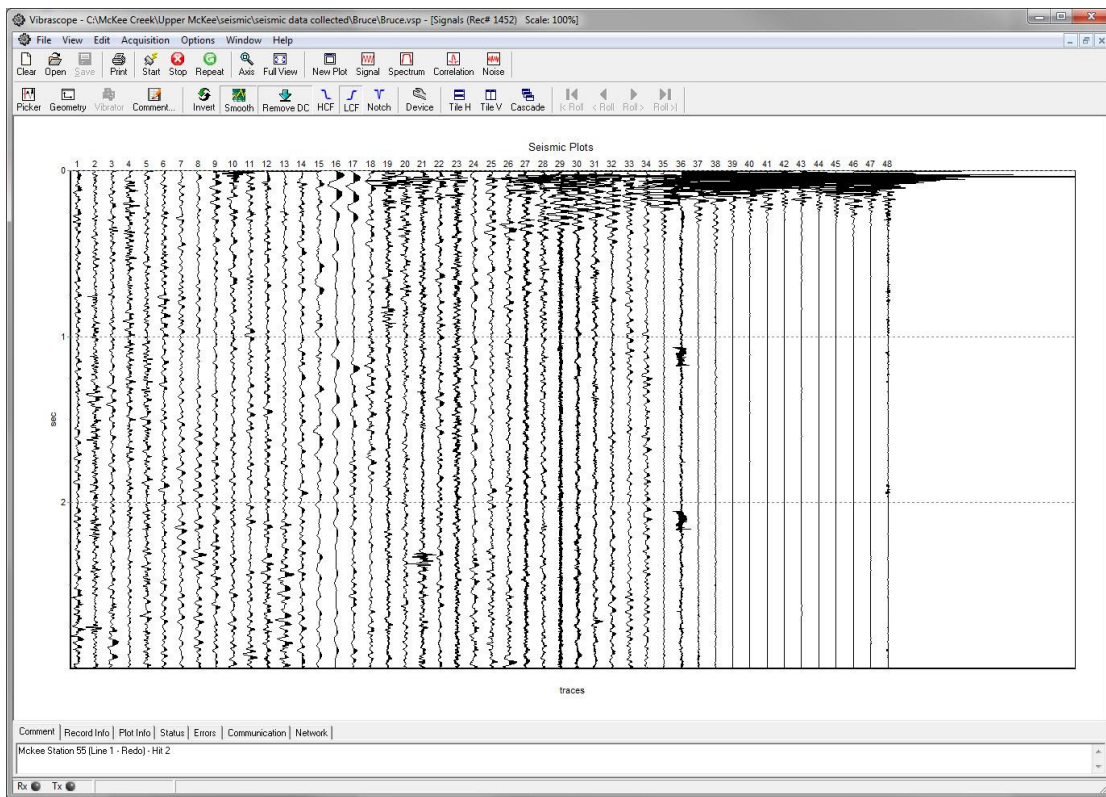 Vibrascope - C:\McKee Creek\Upper McKee\seismic\seismic data collected\Bruce\Bruce.vsp - [Signals (Rec# 1452)  Scale: 100%]
File View Edit Acquisition Options Window Help
Clear Open Save Print Start Stop Repeat Axis Full View New Plot Signal Spectrum Correlation Noise
Picker Geometry Vibrator Comment... Invert Smooth Remove DC HCF LCF Notch Device Tile H Tile V Cascade |< Roll < Roll Roll > Roll >|
Seismic Plots
1 2 3 4 5 6 7 8 9 10 11 12 13 14 15 16 17 18 19 20 21 22 23 24 25 26 27 28 29 30 31 32 33 34 35 36 37 38 39 40 41 42 43 44 45 46 47 48
0
1
sec
2
traces
Comment Record Info Plot Info Status Errors Communication Network
Mckee Station 55 (Line 1 - Redo) - Hit 2
Rx Tx